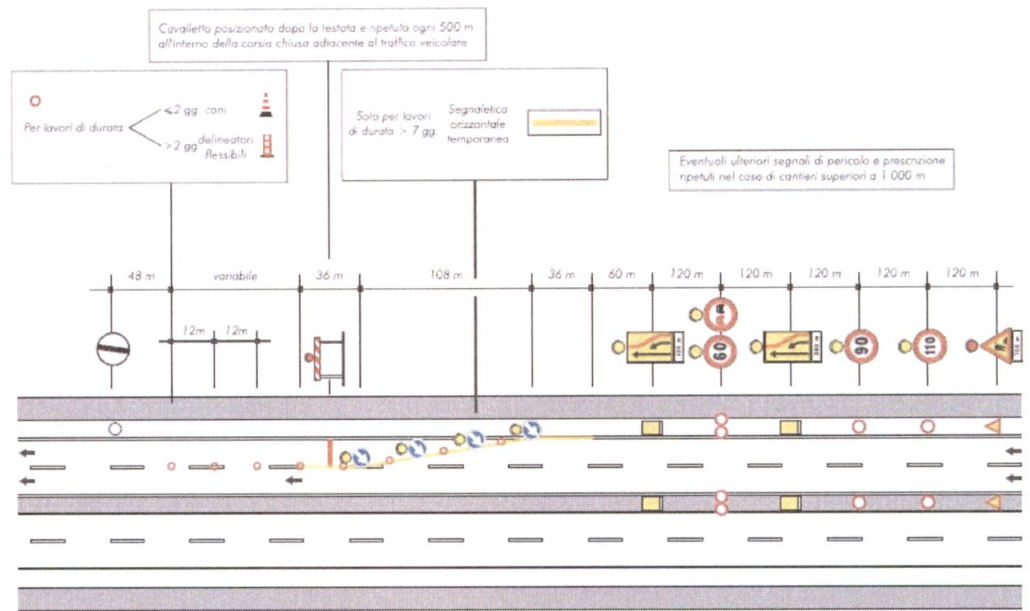 Cavalletto posizionato dopo la testata e ripetuto ogni 500 m
all'interno della corsia chiusa adiacente al traffico veicolare
Per lavori di durata
⩽2 gg. coni
>2 gg. delineatori
flessibili
Solo per lavori
di durata > 7 gg.
Segnaletica
orizzontale
temporanea
Eventuali ulteriori segnali di pericolo e prescrizione
ripetuti nel caso di cantieri superiori a 1 000 m
48 m
variabile
36 m
108 m
36 m
60 m
120 m
120 m
120 m
120 m
120 m
12m
12m
60
90
110